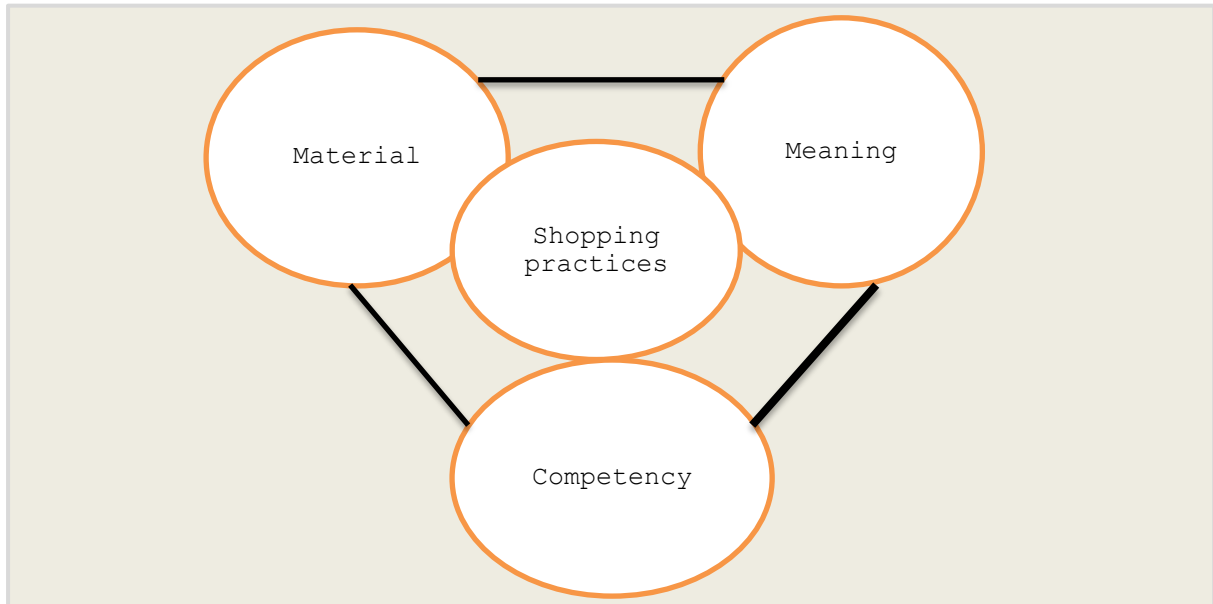 Material
Meaning
Shopping
practices
Competency